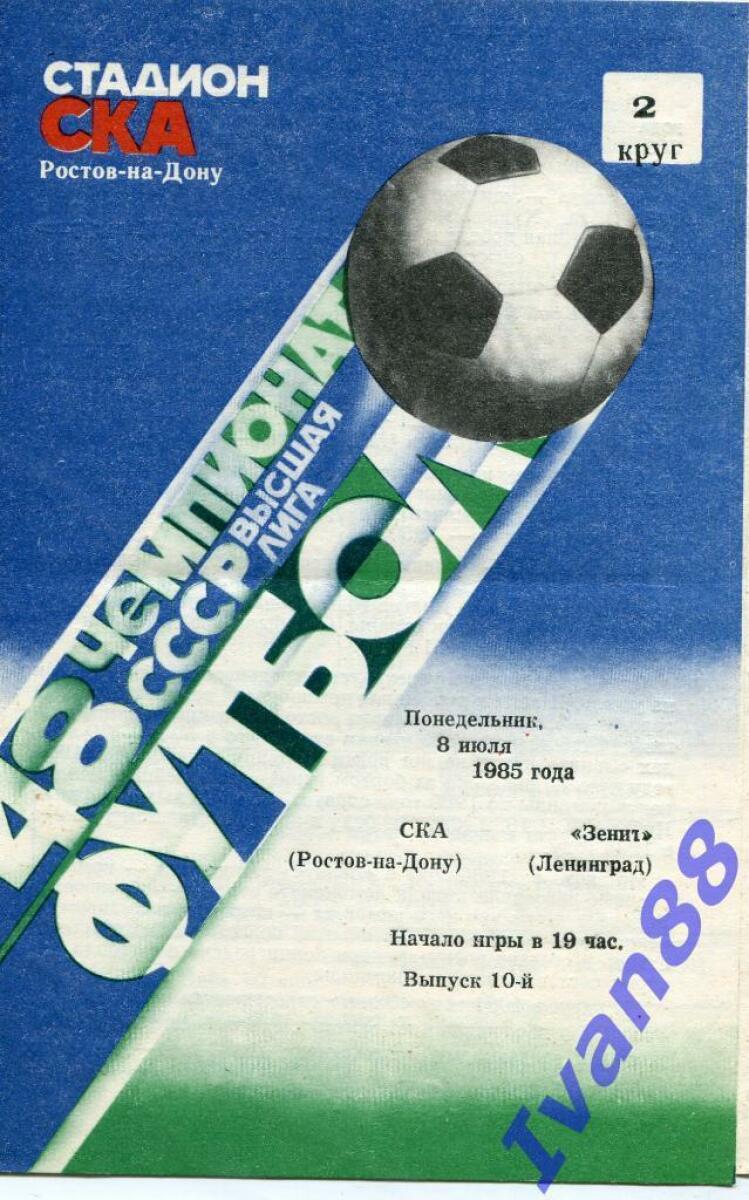 СТАДИОН
СКА
Ростов-на-Дону
2
круг
48 ЧЕМПИОНАТ
СССР ВЫСШАЯ
ЛИГА
ФУТБОЛ
Понедельник,
8 июля
1985 года
СКА «Зенит»
(Ростов-на-Дону) (Ленинград)
Начало игры в 19 час.
Выпуск 10-й
Ivan88